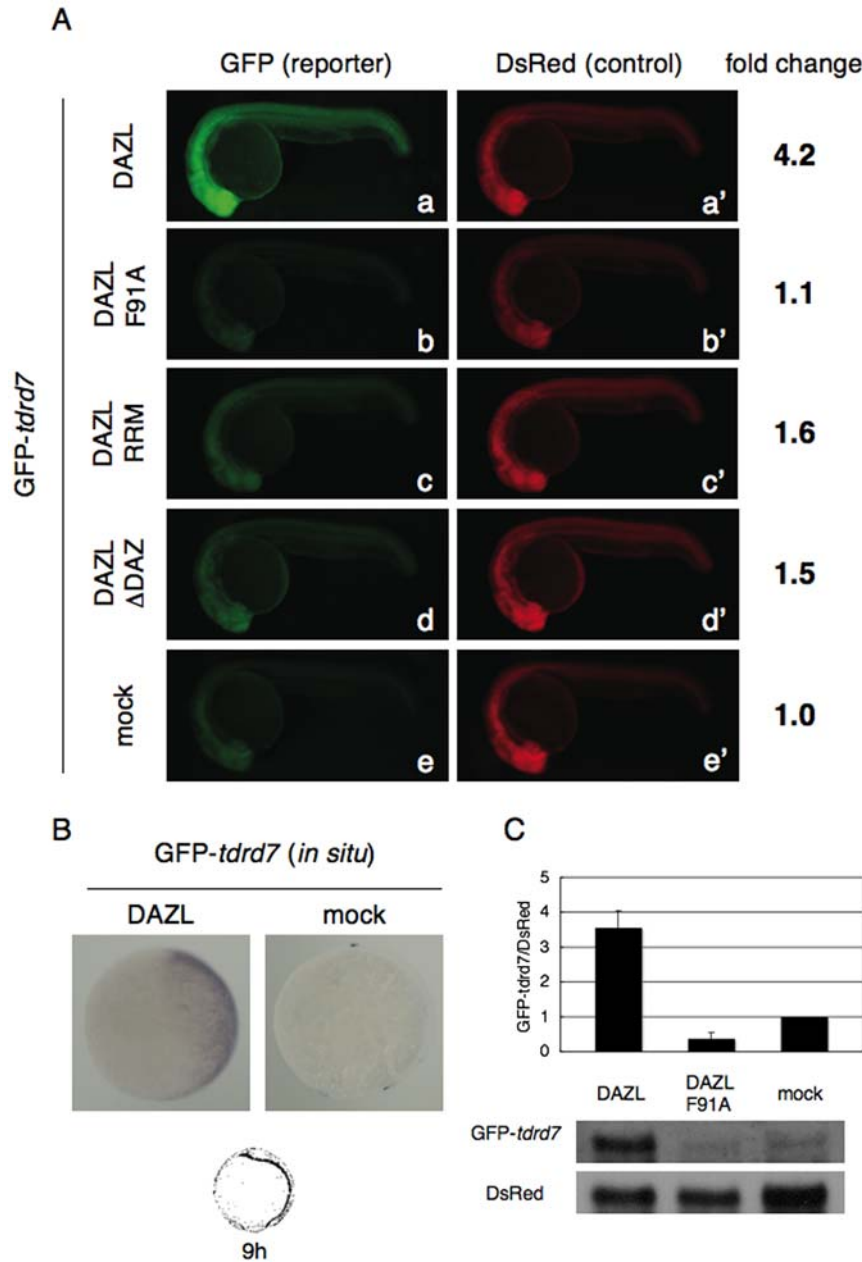 A
GFP (reporter) DsRed (control) fold change
GFP-tdrd7
DAZL
a a’ 4.2
DAZL
F91A
b b’ 1.1
DAZL
RRM
c c’ 1.6
DAZL
ΔDAZ
d d’ 1.5
mock
e e’ 1.0
B
GFP-tdrd7 (in situ)
DAZL mock
9h
C
GFP-tdrd7/DsRed
5
4
3
2
1
0
DAZL DAZL
F91A mock
GFP-tdrd7
DsRed